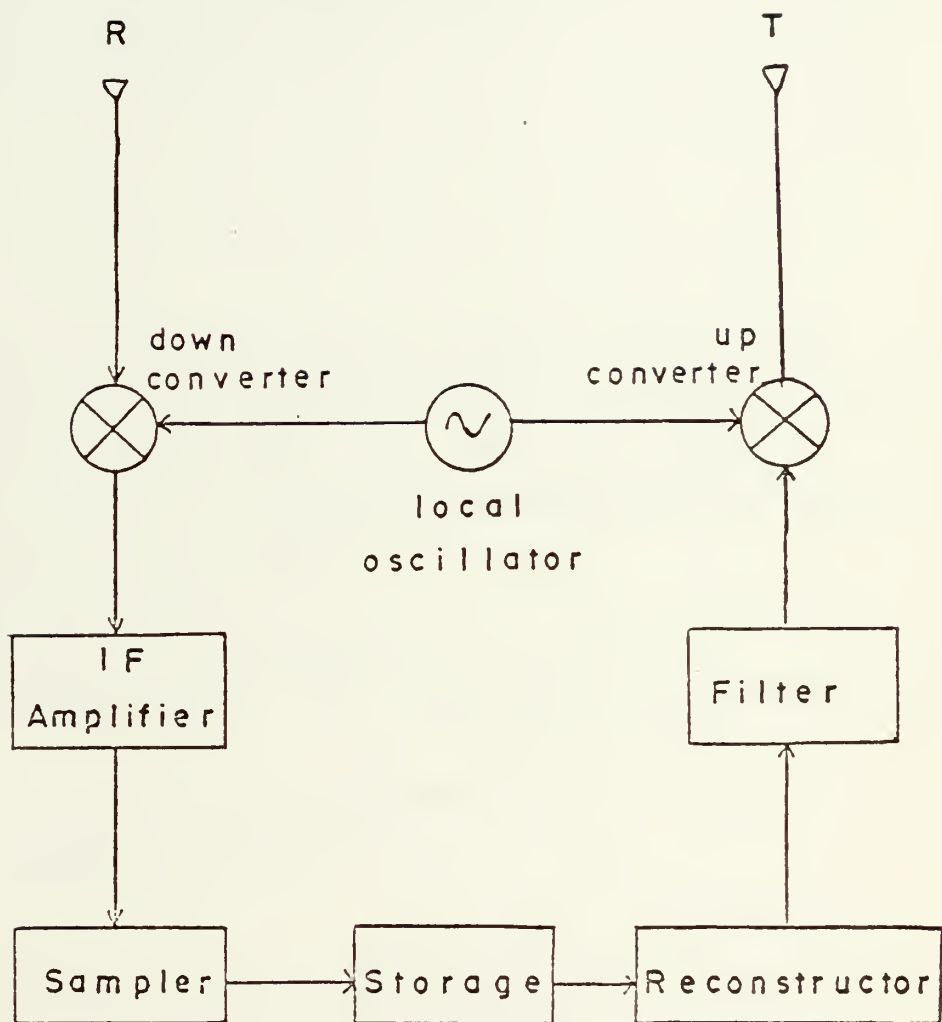 R
T
down
converter
up
converter
local
oscillator
IF
Amplifier
Filter
Sampler
Storage
Reconstructor